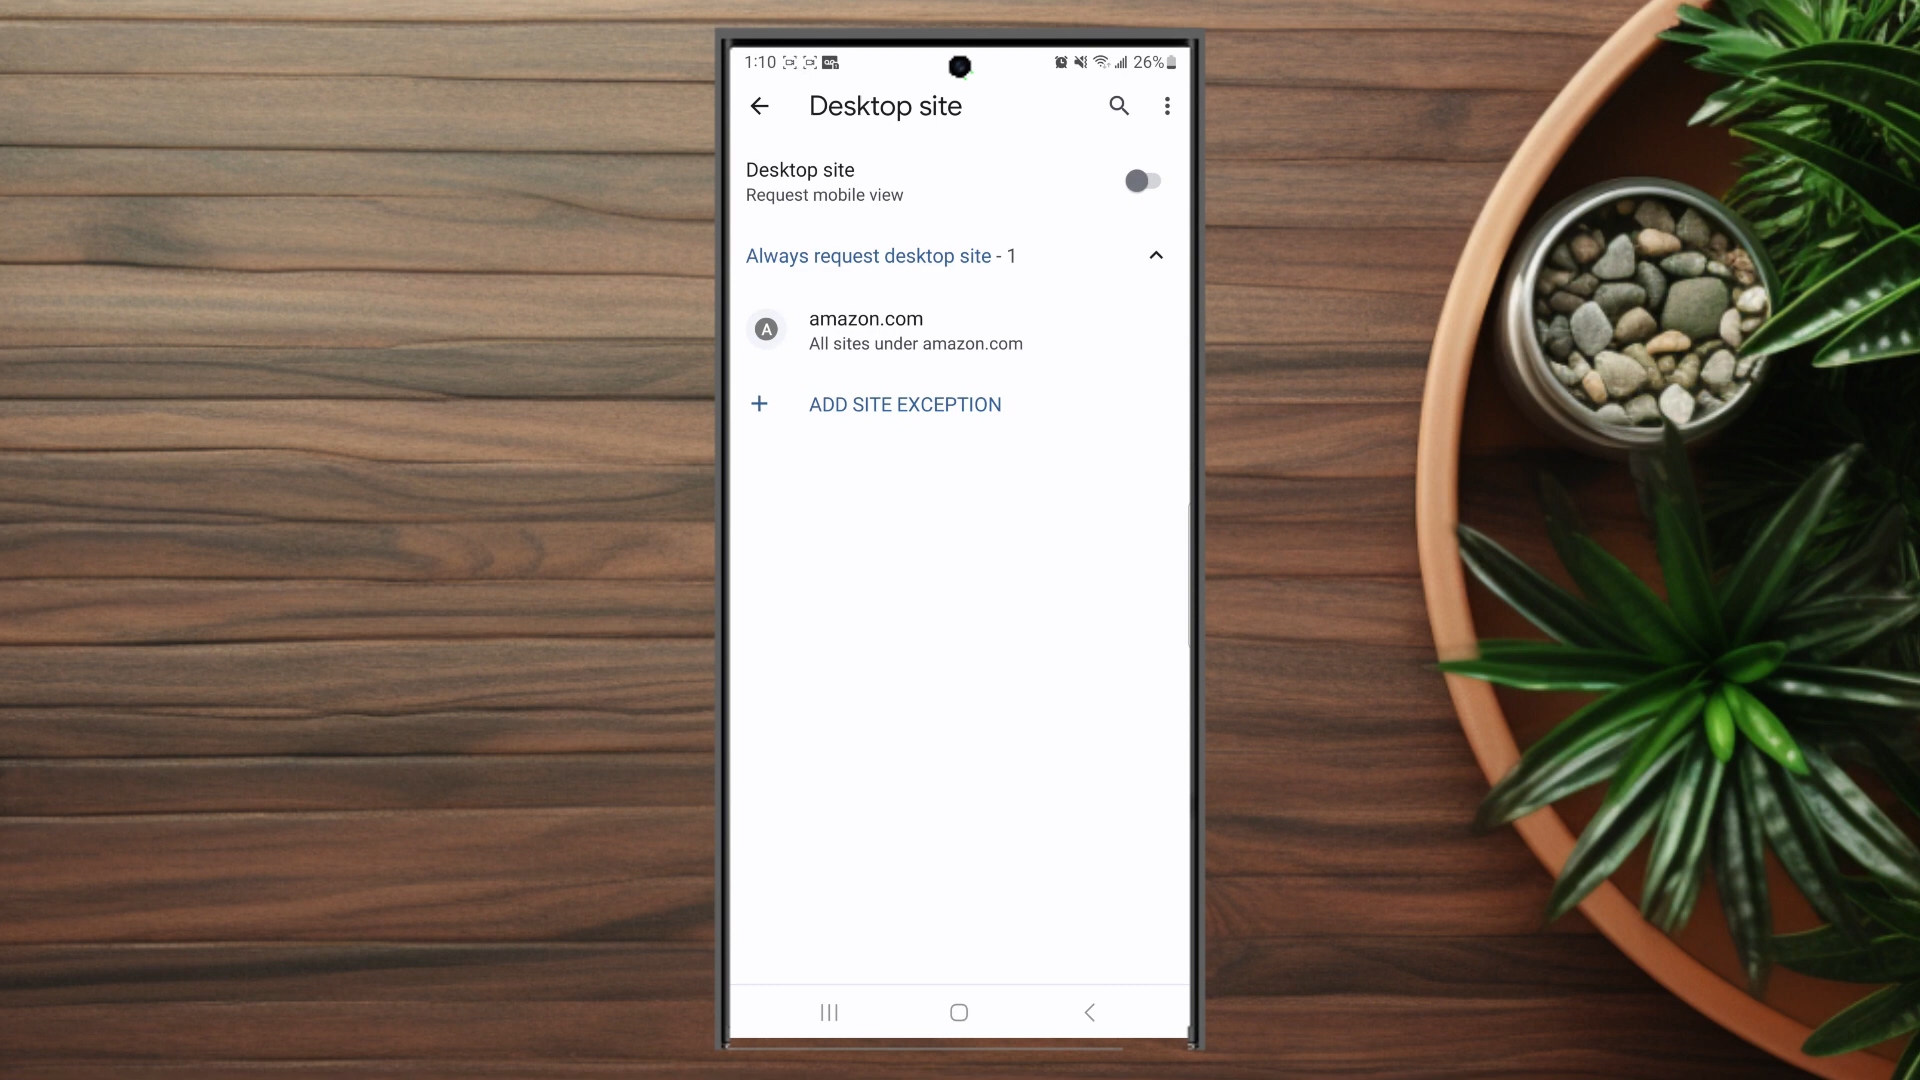 1:10
26%
Desktop site
Desktop site
Request mobile view
Always request desktop site - 1
A
amazon.com
All sites under amazon.com
+ ADD SITE EXCEPTION